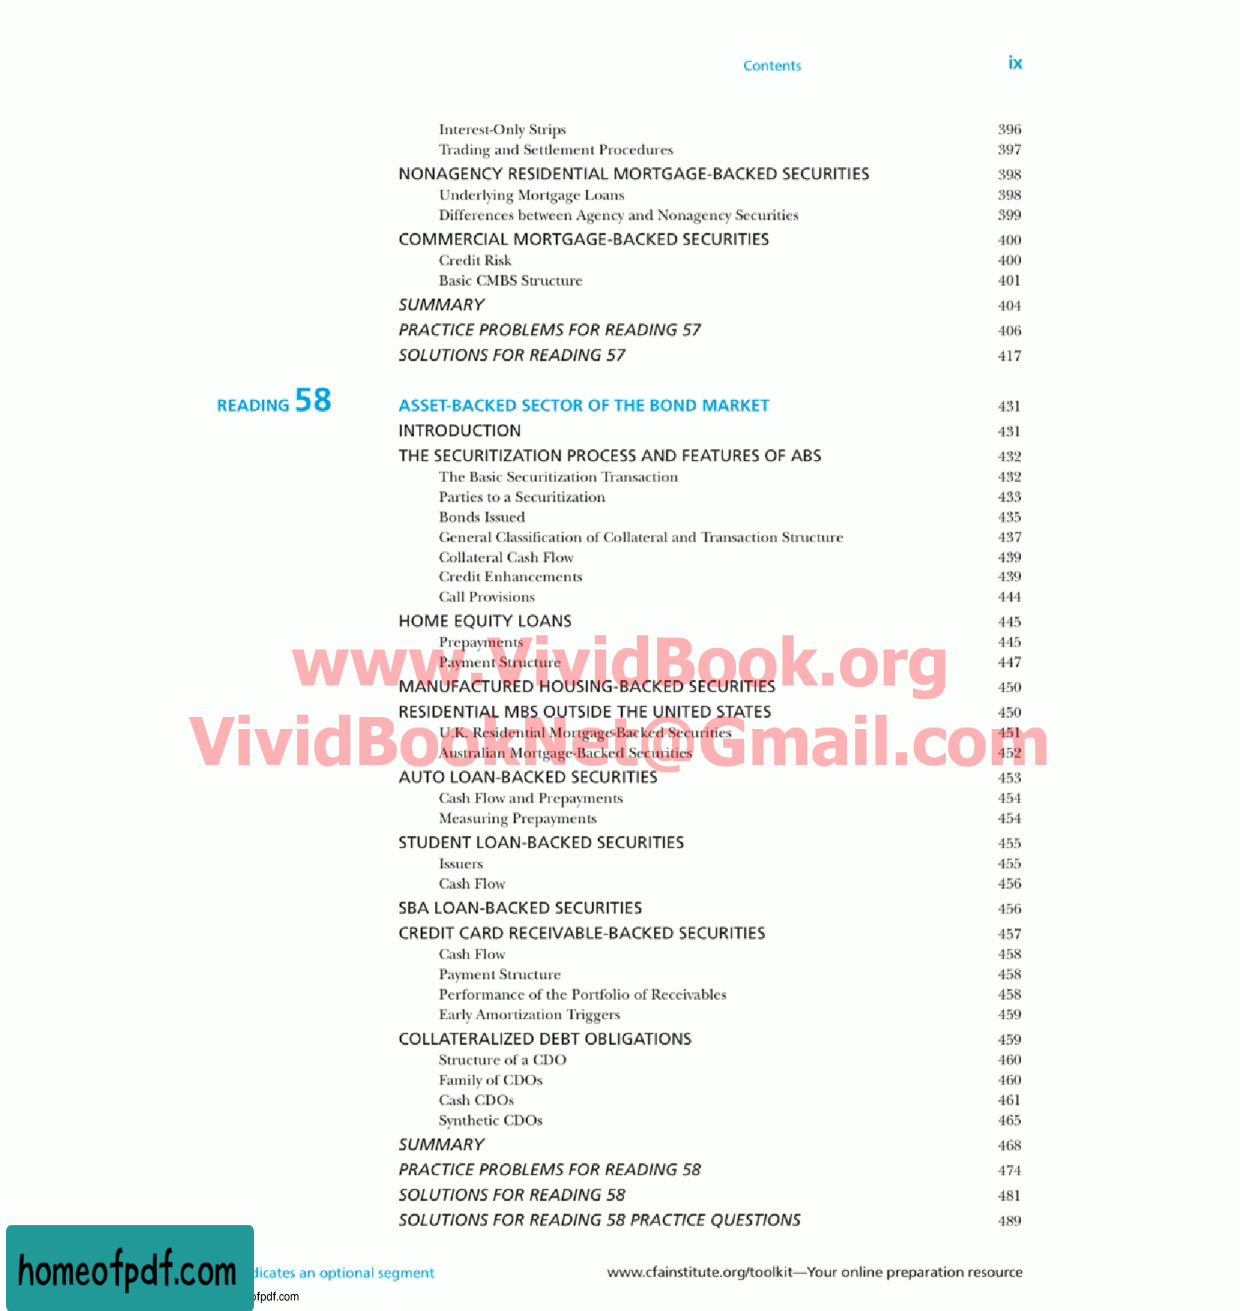 Contents ix
Interest-Only Strips 396
Trading and Settlement Procedures 397
NONAGENCY RESIDENTIAL MORTGAGE-BACKED SECURITIES 398
Underlying Mortgage Loans 398
Differences between Agency and Nonagency Securities 399
COMMERCIAL MORTGAGE-BACKED SECURITIES 400
Credit Risk 400
Basic CMBS Structure 401
SUMMARY 404
PRACTICE PROBLEMS FOR READING 57 406
SOLUTIONS FOR READING 57 417
READING 58 ASSET-BACKED SECTOR OF THE BOND MARKET 431
INTRODUCTION 431
THE SECURITIZATION PROCESS AND FEATURES OF ABS 432
The Basic Securitization Transaction 432
Parties to a Securitization 433
Bonds Issued 435
General Classification of Collateral and Transaction Structure 437
Collateral Cash Flow 439
Credit Enhancements 439
Call Provisions 444
HOME EQUITY LOANS 445
Prepayments 445
www.VividBook.org
Payment Structure 447
MANUFACTURED HOUSING-BACKED SECURITIES 450
RESIDENTIAL MBS OUTSIDE THE UNITED STATES 450
U.K. Residential Mortgage-Backed Securities 451
VividBookNet@Gmail.com
Australian Mortgage-Backed Securities 452
AUTO LOAN-BACKED SECURITIES 453
Cash Flow and Prepayments 454
Measuring Prepayments 454
STUDENT LOAN-BACKED SECURITIES 455
Issuers 455
Cash Flow 456
SBA LOAN-BACKED SECURITIES 456
CREDIT CARD RECEIVABLE-BACKED SECURITIES 457
Cash Flow 458
Payment Structure 458
Performance of the Portfolio of Receivables 458
Early Amortization Triggers 459
COLLATERALIZED DEBT OBLIGATIONS 459
Structure of a CDO 460
Family of CDOs 460
Cash CDOs 461
Synthetic CDOs 465
SUMMARY 468
PRACTICE PROBLEMS FOR READING 58 474
SOLUTIONS FOR READING 58 481
SOLUTIONS FOR READING 58 PRACTICE QUESTIONS 489
homeofpdf.com
dicates an optional segment www.cfainstitute.org/toolkit—Your online preparation resource
ofpdf.com